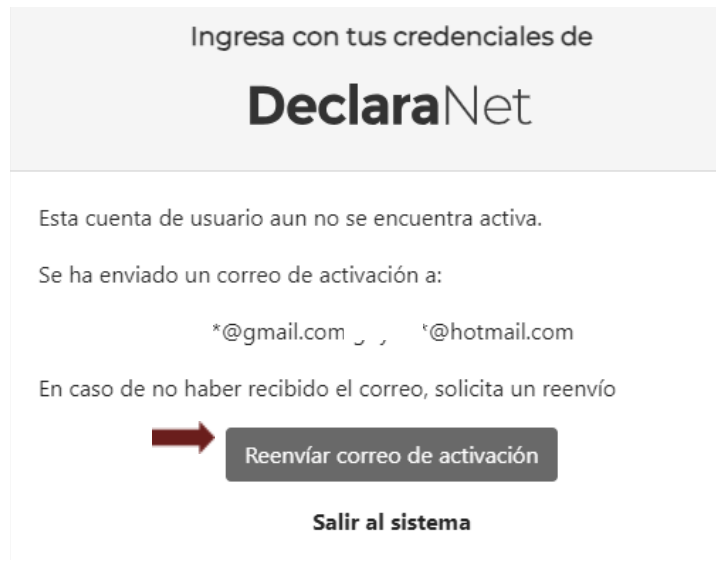 Ingresa con tus credenciales de
DeclaraNet
Esta cuenta de usuario aun no se encuentra activa.
Se ha enviado un correo de activación a:
*@gmail.com *@hotmail.com
En caso de no haber recibido el correo, solicita un reenvío
Reenvíar correo de activación
Salir al sistema